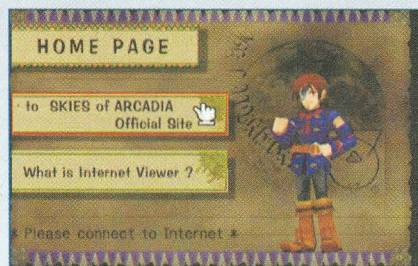 HOME PAGE
· to SKIES of ARCADIA
Official Site
What is Internet Viewer ?
* Please connect to Internet *